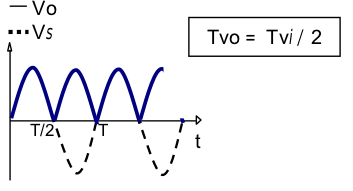 Vo
Vs
Tvo = Tvi / 2
T/2
T
t